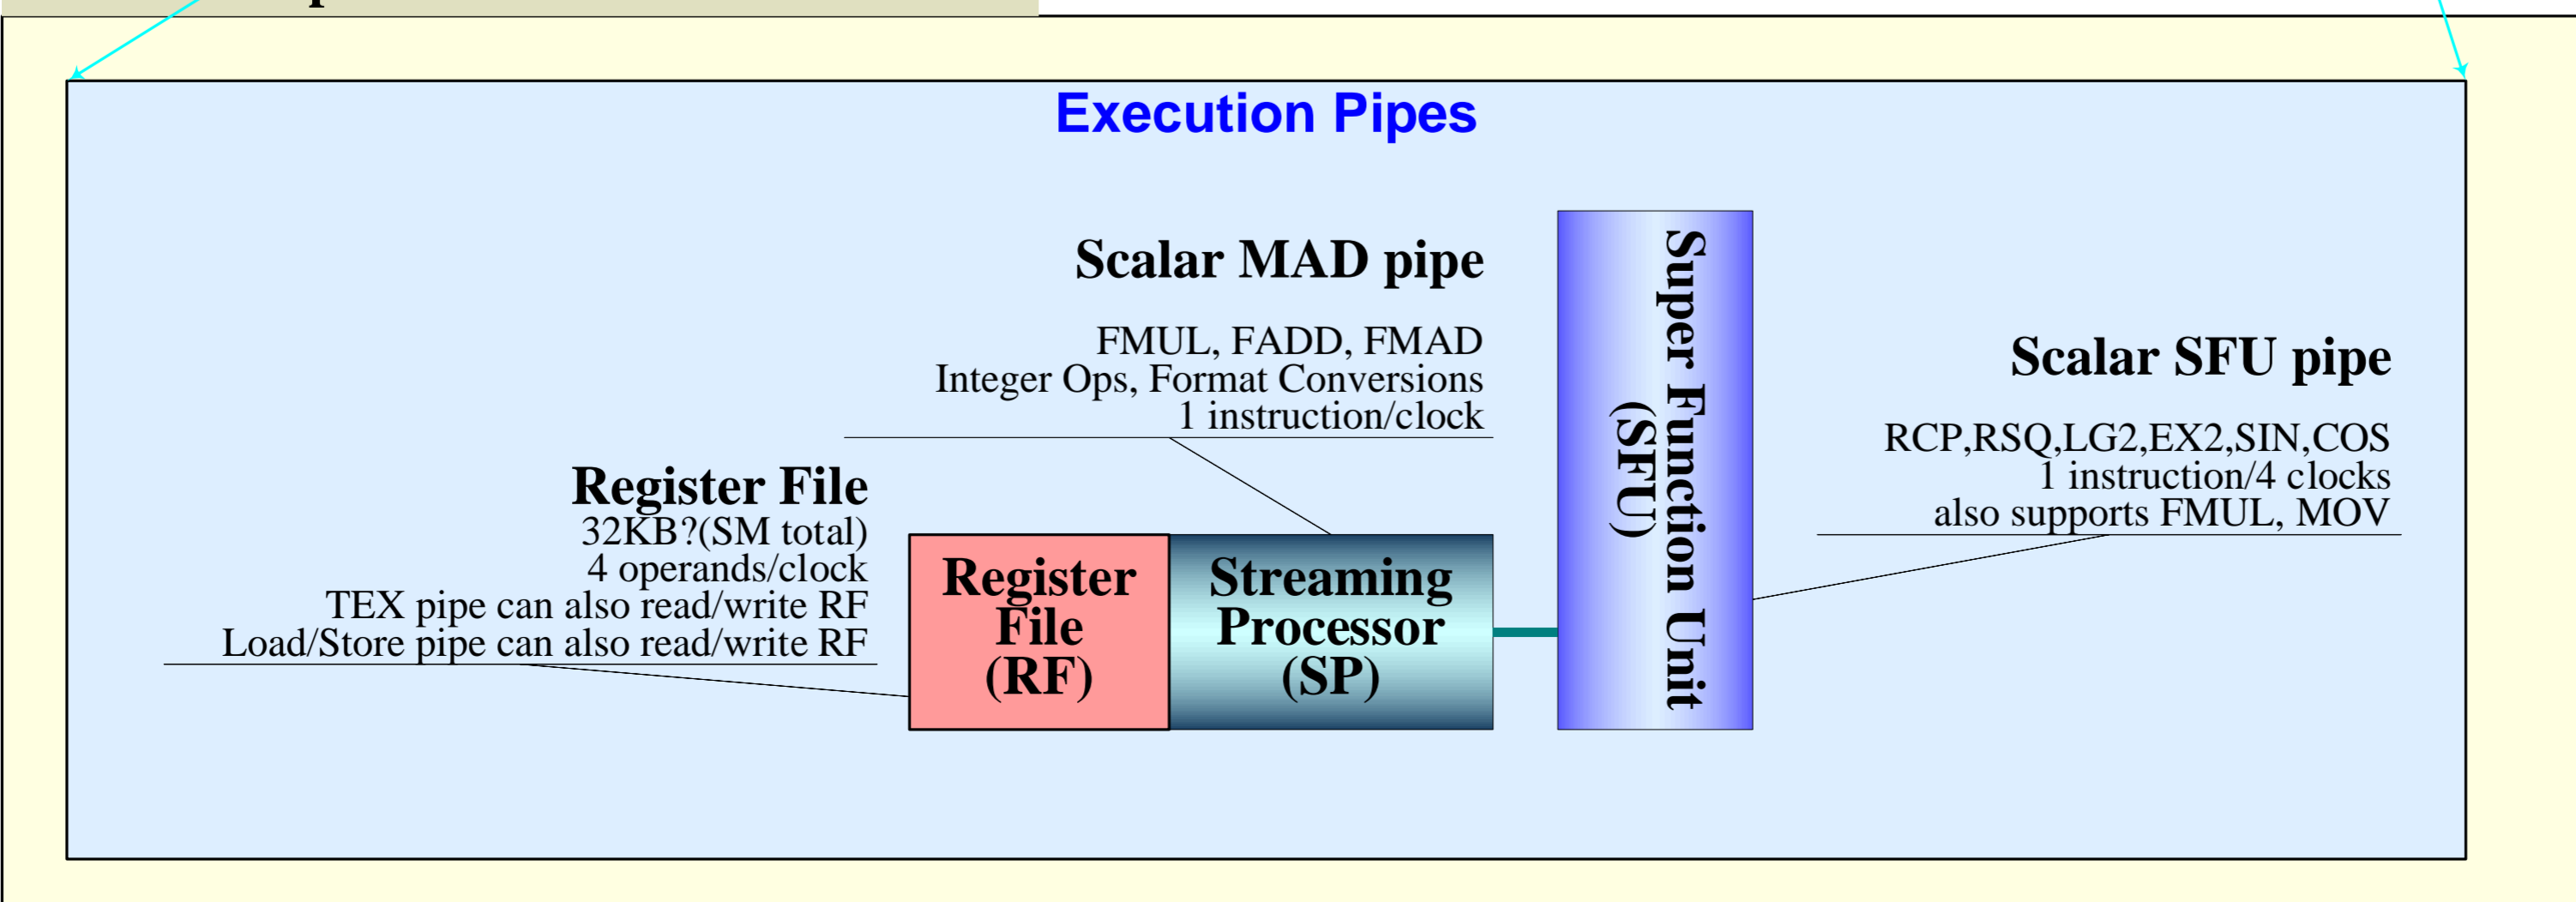 Execution Pipes
Scalar MAD pipe
FMUL, FADD, FMAD
Integer Ops, Format Conversions
1 instruction/clock
Register File
32KB?(SM total)
4 operands/clock
TEX pipe can also read/write RF
Load/Store pipe can also read/write RF
Register
File
(RF)
Streaming
Processor
(SP)
Super Function Unit
(SFU)
Scalar SFU pipe
RCP,RSQ,LG2,EX2,SIN,COS
1 instruction/4 clocks
also supports FMUL, MOV